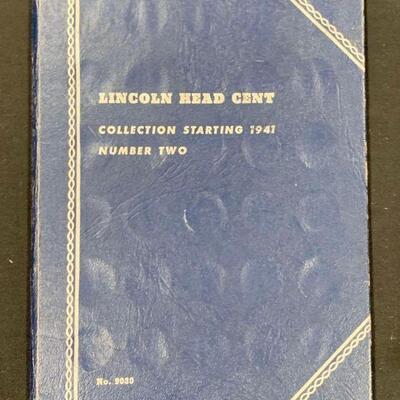 LINCOLN HEAD CENT
COLLECTION STARTING 1941
NUMBER TWO
No. 9030